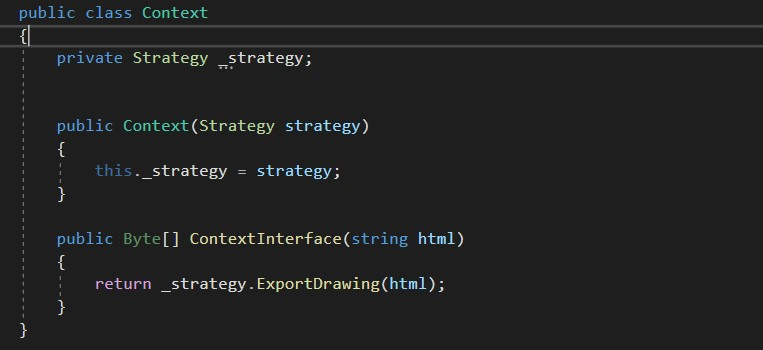 public class Context
{
    private Strategy _strategy;
    public Context(Strategy strategy)
    {
        this._strategy = strategy;
    }
    public Byte[] ContextInterface(string html)
    {
        return _strategy.ExportDrawing(html);
    }
}